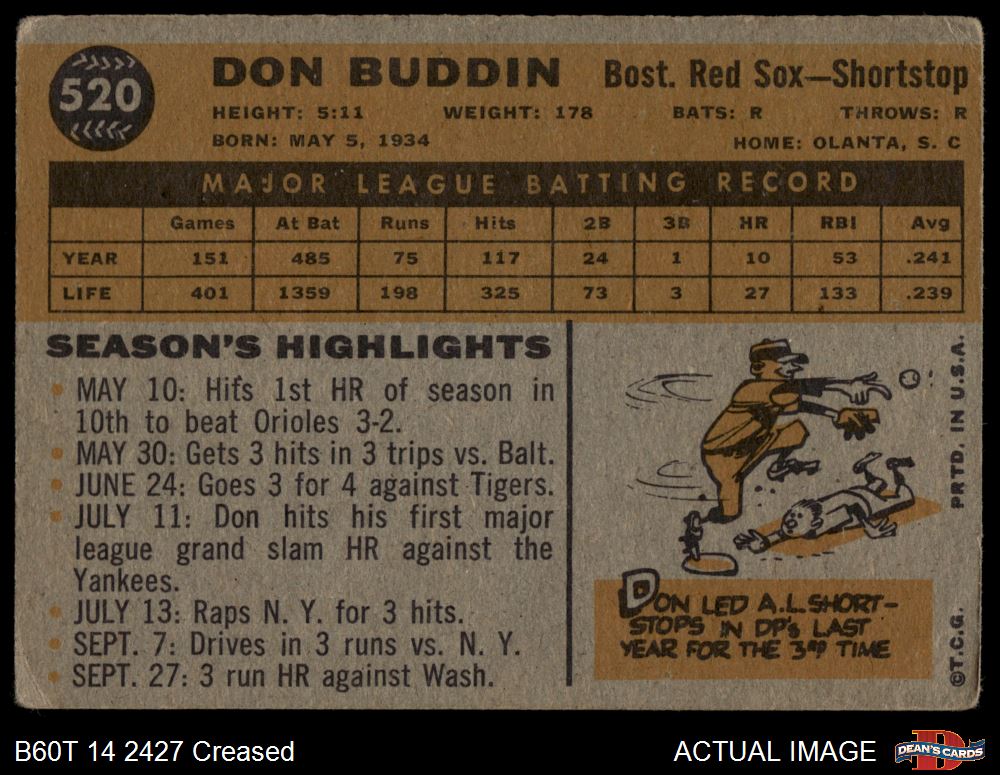 520
DON BUDDIN Bost. Red Sox—Shortstop
HEIGHT: 5:11 WEIGHT: 178 BATS: R THROWS: R
BORN: MAY 5, 1934 HOME: OLANTA, S. C
MAJOR LEAGUE BATTING RECORD
Games At Bat Runs Hits 2B 3B HR RBI Avg
YEAR 151 485 75 117 24 1 10 53 .241
LIFE 401 1359 198 325 73 3 27 133 .239
SEASON'S HIGHLIGHTS
• MAY 10: Hits 1st HR of season in
10th to beat Orioles 3-2.
• MAY 30: Gets 3 hits in 3 trips vs. Balt.
• JUNE 24: Goes 3 for 4 against Tigers.
• JULY 11: Don hits his first major
league grand slam HR against the
Yankees.
• JULY 13: Raps N. Y. for 3 hits.
• SEPT. 7: Drives in 3 runs vs. N. Y.
• SEPT. 27: 3 run HR against Wash.
DON LED A.L. SHORT-
STOPS IN DP's LAST
YEAR FOR THE 3RD TIME
©T.C.G. PRTD. IN U.S.A.
B60T 14 2427 Creased ACTUAL IMAGE
DEAN'S CARDS